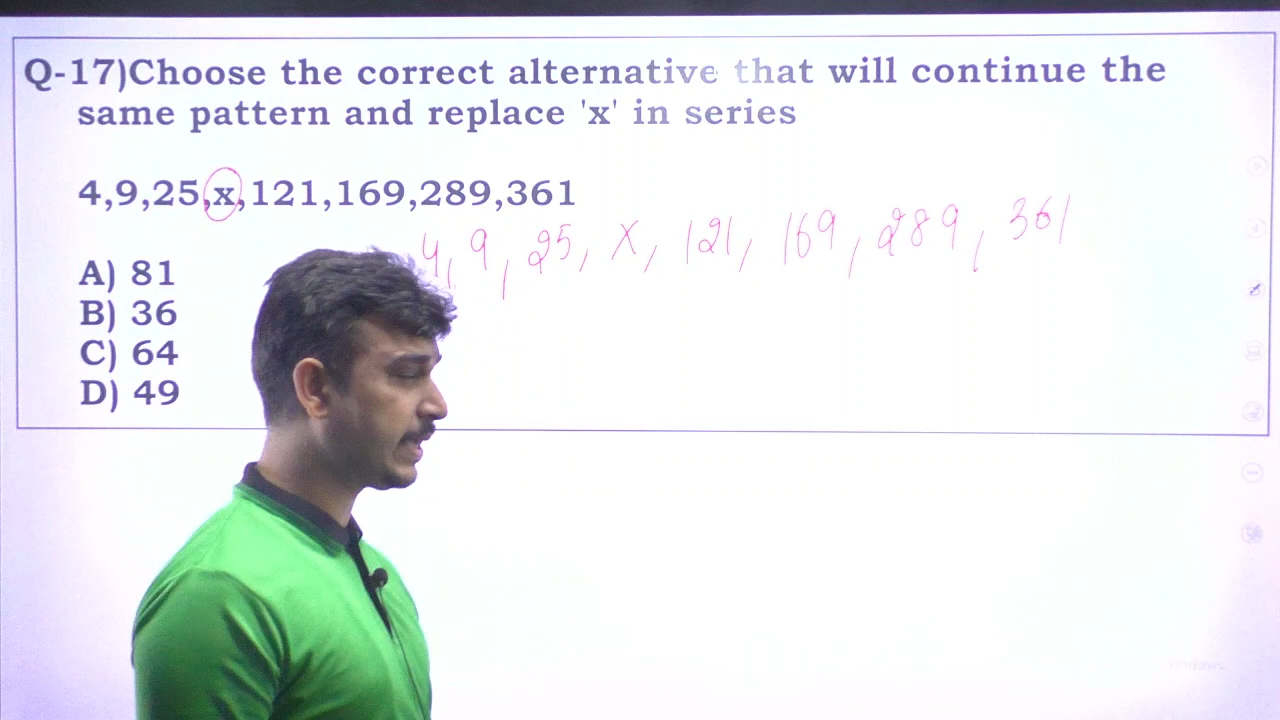 Q-17)Choose the correct alternative that will continue the
same pattern and replace 'x' in series
4,9,25,x,121,169,289,361
4, 9, 25, X, 121, 169, 289, 361
A) 81
B) 36
C) 64
D) 49